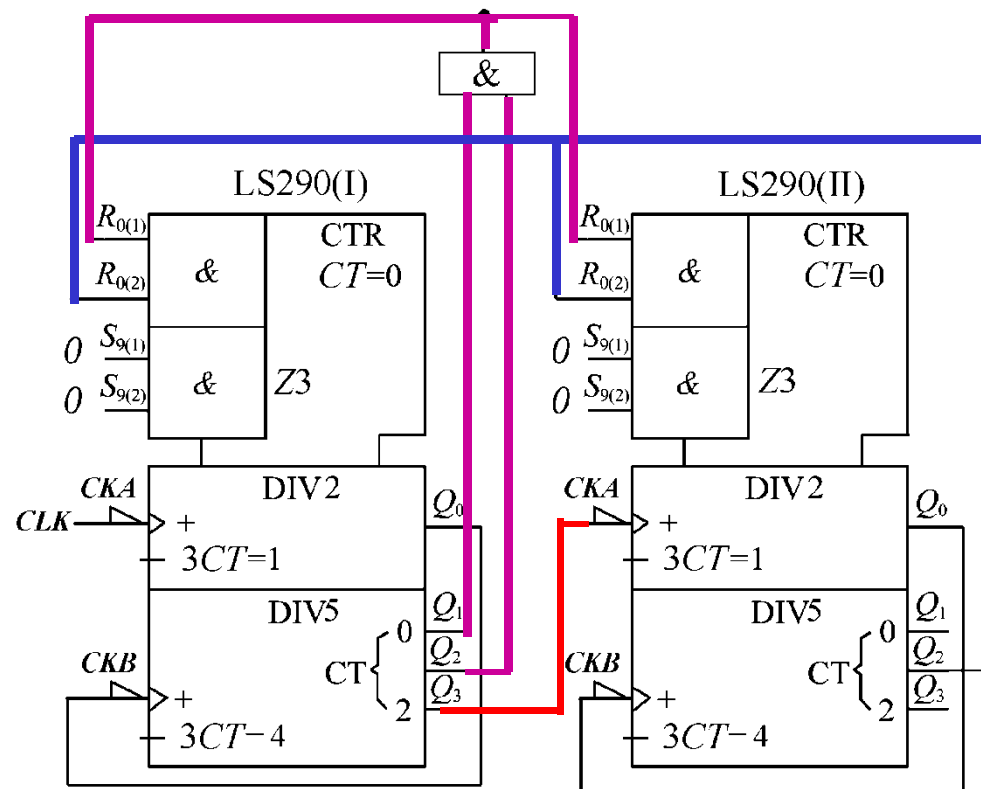 &
LS290(I)
LS290(II)
R0(1)
CTR
R0(1)
CTR
R0(2)
&
CT=0
R0(2)
&
CT=0
0 S9(1)
0 S9(1)
&
Z3
&
Z3
0 S9(2)
0 S9(2)
CKA
DIV2
Q0
CKA
DIV2
Q0
CLK
+
+
3CT=1
3CT=1
DIV5
Q1
DIV5
Q1
0
0
CKB
CT
Q2
CKB
CT
Q2
+
2
Q3
+
2
Q3
3CT-4
3CT-4